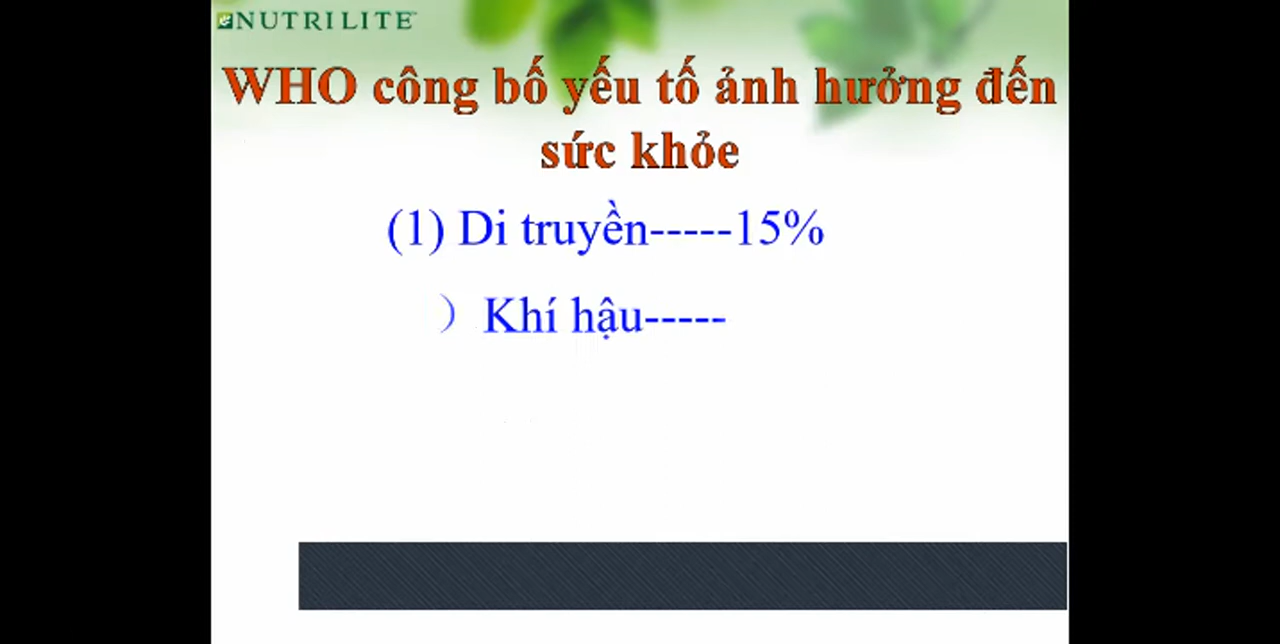 NUTRILITE
WHO công bố yếu tố ảnh hưởng đến
sức khỏe
(1) Di truyền-----15%
） Khí hậu-----